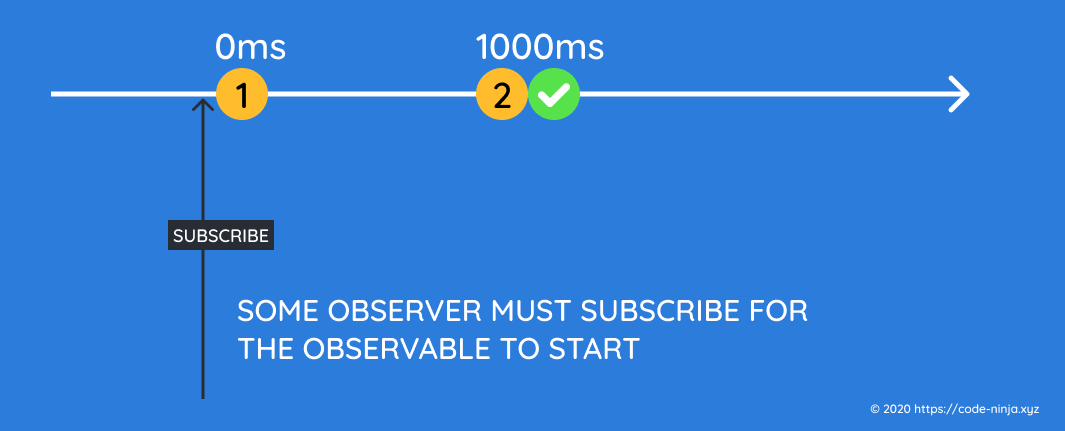 0ms 1000ms
1 2
SUBSCRIBE
SOME OBSERVER MUST SUBSCRIBE FOR
THE OBSERVABLE TO START
© 2020 https://code-ninja.xyz